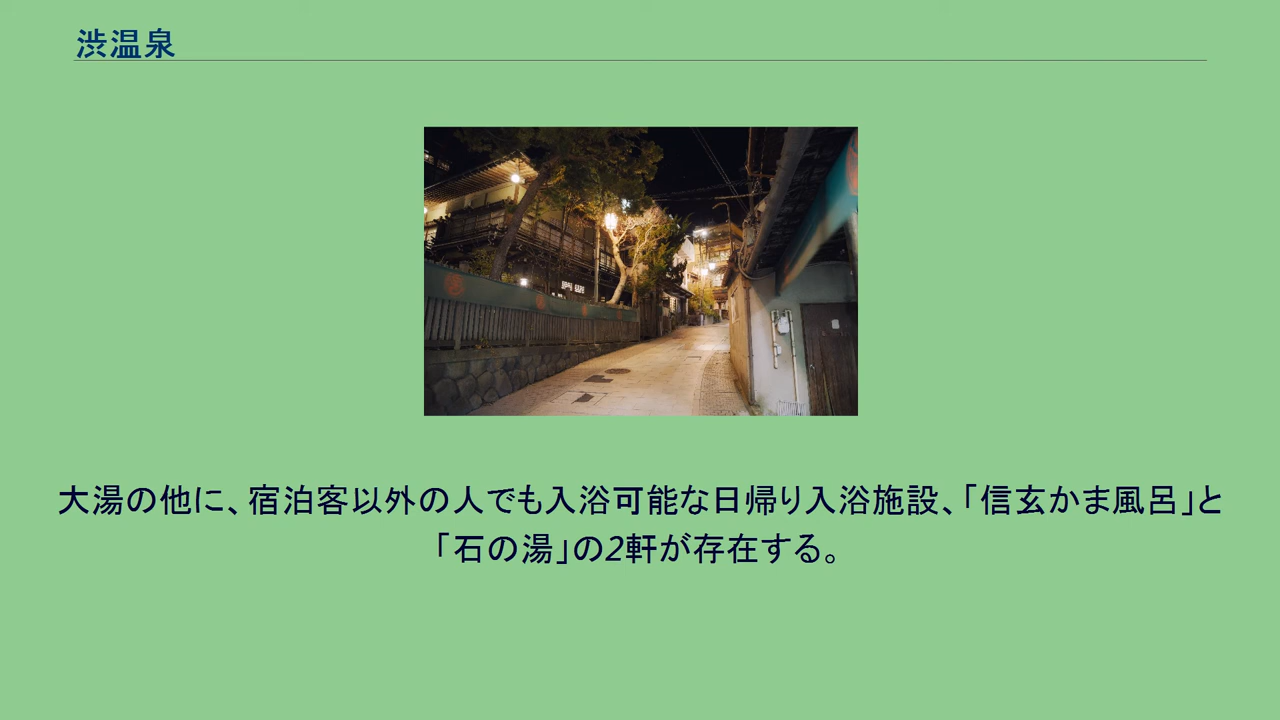 渋温泉
大湯の他に、宿泊客以外の人でも入浴可能な日帰り入浴施設、「信玄かま風呂」と
「石の湯」の2軒が存在する。